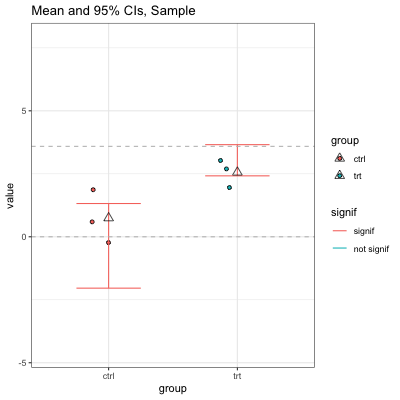 Mean and 95% CIs, Sample
value
5
0
-5
ctrl
trt
group
group
ctrl
trt
signif
signif
not signif